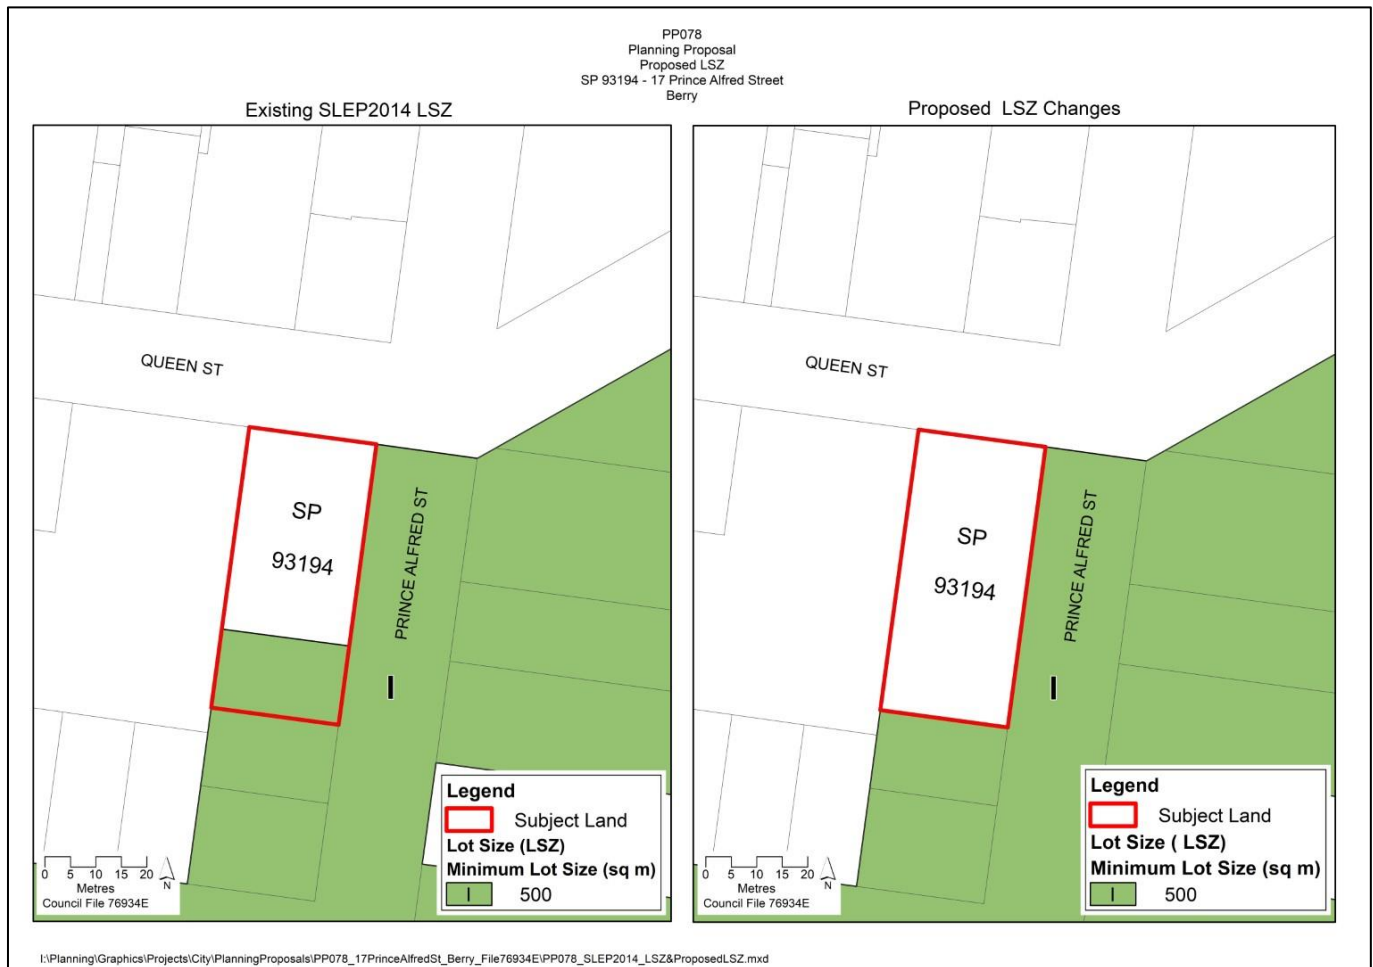 PP078
Planning Proposal
Proposed LSZ
SP 93194 - 17 Prince Alfred Street
Berry
Existing SLEP2014 LSZ
QUEEN ST
SP
93194
PRINCE ALFRED ST
I
Legend
Subject Land
Lot Size (LSZ)
Minimum Lot Size (sq m)
I 500
0 5 10 15 20
Metres
N
Council File 76934E
Proposed LSZ Changes
QUEEN ST
SP
93194
PRINCE ALFRED ST
I
Legend
Subject Land
Lot Size ( LSZ)
Minimum Lot Size (sq m)
I 500
0 5 10 15 20
Metres
N
Council File 76934E
I:\Planning\Graphics\Projects\City\PlanningProposals\PP078_17PrinceAlfredSt_Berry_File76934E\PP078_SLEP2014_LSZ&ProposedLSZ.mxd